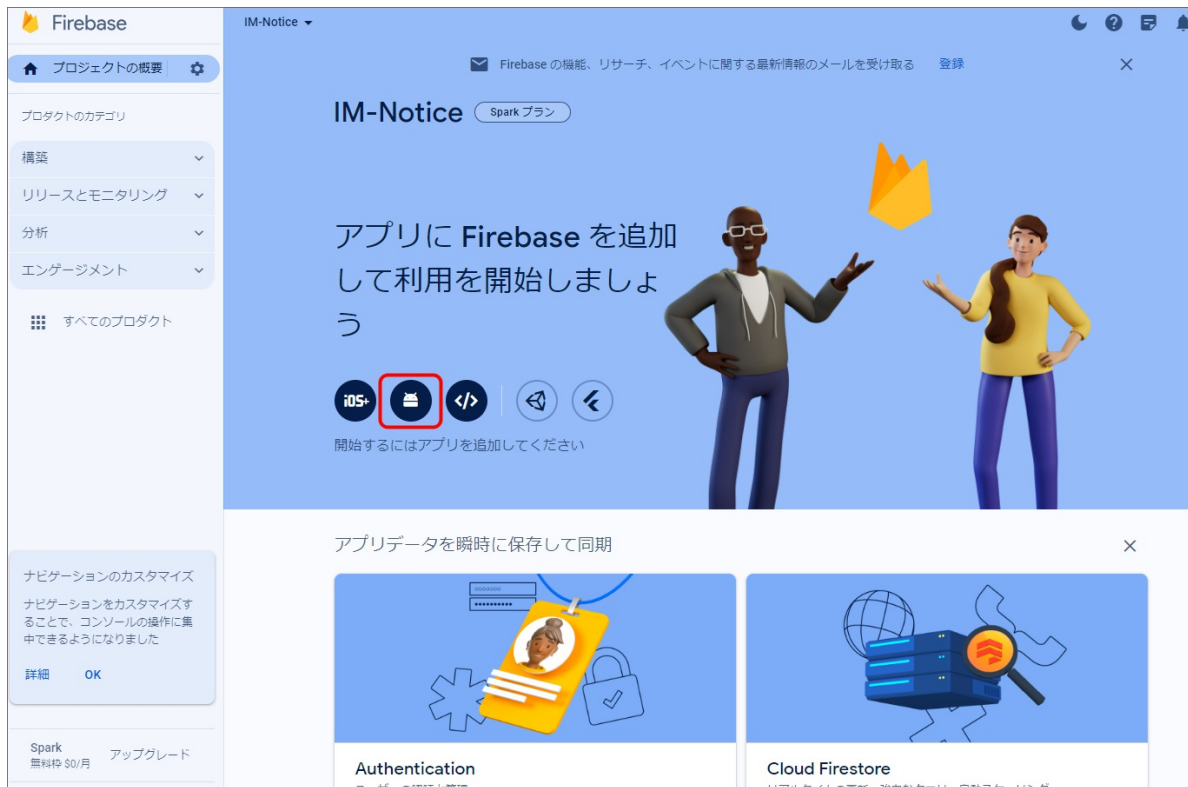 Firebase
IM-Notice
プロジェクトの概要
Firebase の機能、リサーチ、イベントに関する最新情報のメールを受け取る 登録
プロダクトのカテゴリ
構築
リリースとモニタリング
分析
エンゲージメント
すべてのプロダクト
IM-Notice Spark プラン
アプリに Firebase を追加
して利用を開始しましょ
う
iOS+
</>
開始するにはアプリを追加してください
アプリデータを瞬時に保存して同期
ナビゲーションのカスタマイズ
ナビゲーションをカスタマイズす
ることで、コンソールの操作に集
中できるようになりました
詳細 OK
Spark
無料枠 $0/月
アップグレード
Authentication
Cloud Firestore